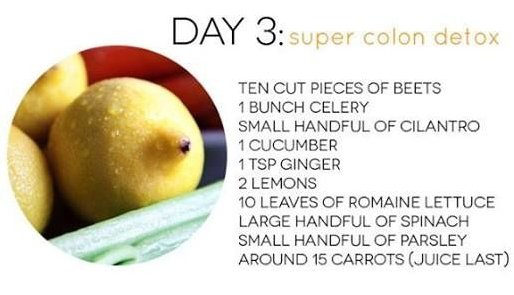 DAY 3: super colon detox
TEN CUT PIECES OF BEETS
1 BUNCH CELERY
SMALL HANDFUL OF CILANTRO
1 CUCUMBER
1 TSP GINGER
2 LEMONS
10 LEAVES OF ROMAINE LETTUCE
LARGE HANDFUL OF SPINACH
SMALL HANDFUL OF PARSLEY
AROUND 15 CARROTS (JUICE LAST)